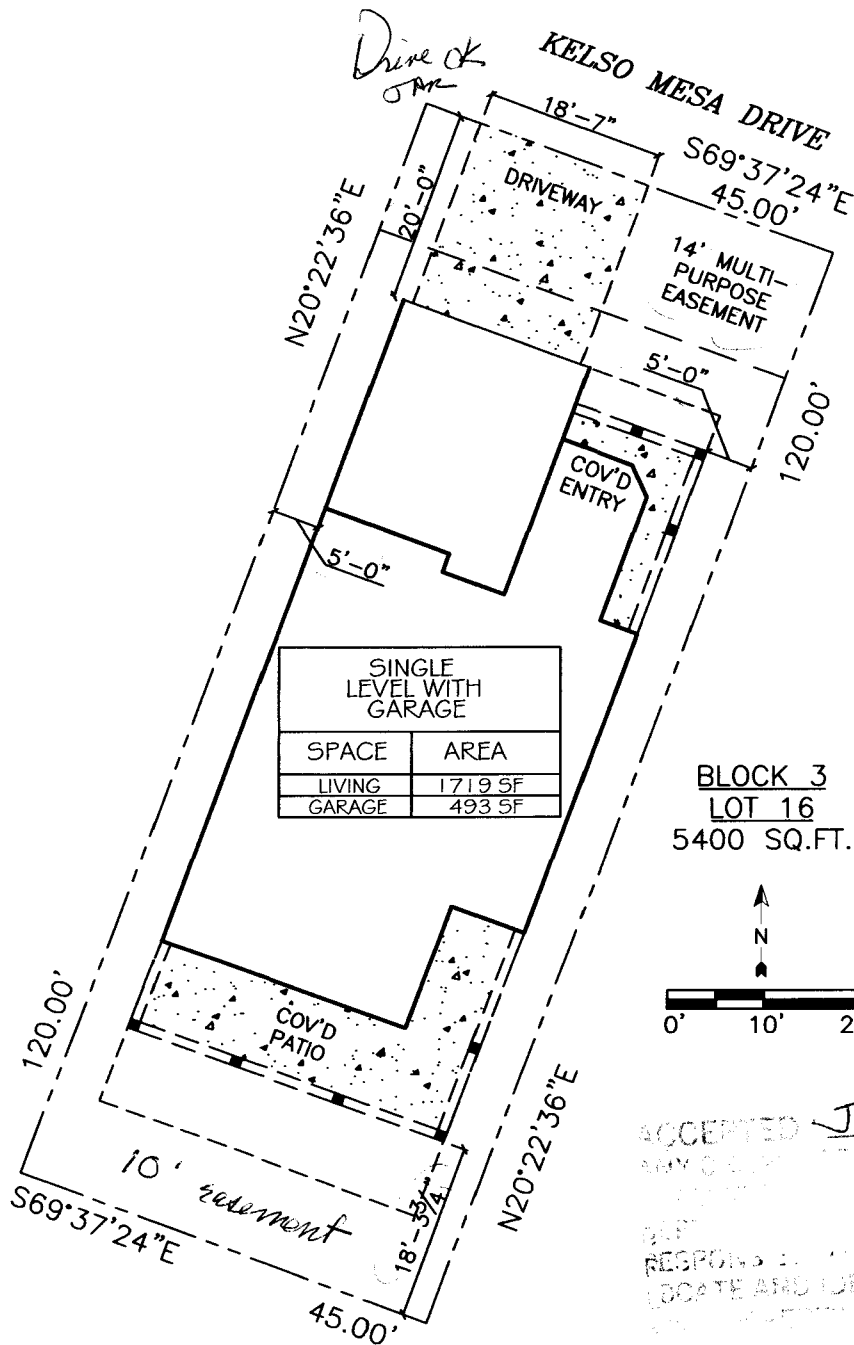 Drive OK
KELSO MESA DRIVE
18'-7"
S69°37'24"E
45.00'
DRIVEWAY
20'-0"
N20°22'36"E
14' MULTI-
PURPOSE
EASEMENT
5'-0"
120.00'
COV'D
ENTRY
5'-0"
SINGLE
LEVEL WITH
GARAGE
SPACE AREA
LIVING 1719 SF
GARAGE 493 SF
BLOCK 3
LOT 16
5400 SQ.FT.
N
0' 10' 2
COV'D
PATIO
120.00'
N20°22'36"E
10' easement
18'-3 3/4"
S69°37'24"E
45.00'
ACCEPTED
LOCATE AND